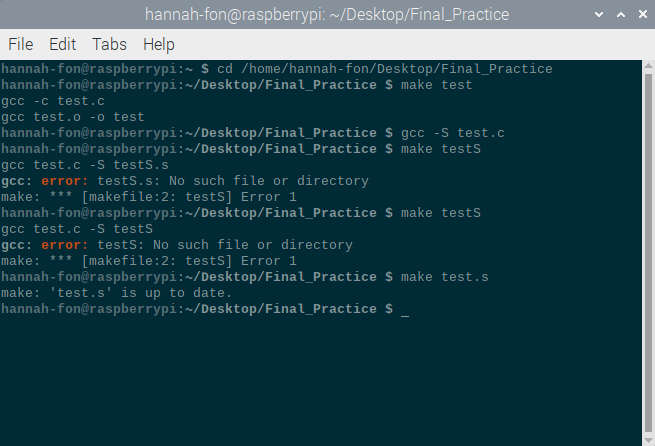 hannah-fon@raspberrypi: ~/Desktop/Final_Practice
File Edit Tabs Help
hannah-fon@raspberrypi:~ $ cd /home/hannah-fon/Desktop/Final_Practice
hannah-fon@raspberrypi:~/Desktop/Final_Practice $ make test
gcc -c test.c
gcc test.o -o test
hannah-fon@raspberrypi:~/Desktop/Final_Practice $ gcc -S test.c
hannah-fon@raspberrypi:~/Desktop/Final_Practice $ make testS
gcc test.c -S testS.s
gcc: error: testS.s: No such file or directory
make: *** [makefile:2: testS] Error 1
hannah-fon@raspberrypi:~/Desktop/Final_Practice $ make testS
gcc test.c -S testS
gcc: error: testS: No such file or directory
make: *** [makefile:2: testS] Error 1
hannah-fon@raspberrypi:~/Desktop/Final_Practice $ make test.s
make: 'test.s' is up to date.
hannah-fon@raspberrypi:~/Desktop/Final_Practice $ _